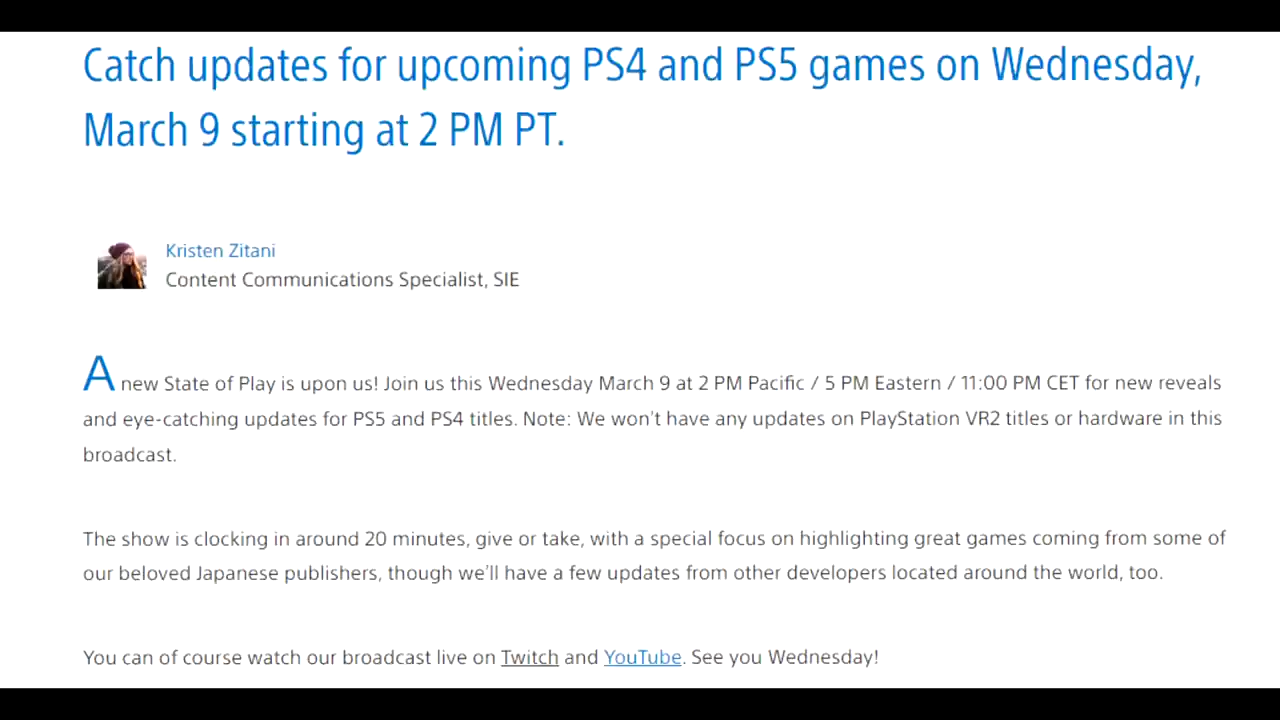 Catch updates for upcoming PS4 and PS5 games on Wednesday,
March 9 starting at 2 PM PT.
Kristen Zitani
Content Communications Specialist, SIE
A new State of Play is upon us! Join us this Wednesday March 9 at 2 PM Pacific / 5 PM Eastern / 11:00 PM CET for new reveals
and eye-catching updates for PS5 and PS4 titles. Note: We won't have any updates on PlayStation VR2 titles or hardware in this
broadcast.
The show is clocking in around 20 minutes, give or take, with a special focus on highlighting great games coming from some of
our beloved Japanese publishers, though we'll have a few updates from other developers located around the world, too.
You can of course watch our broadcast live on Twitch and YouTube. See you Wednesday!